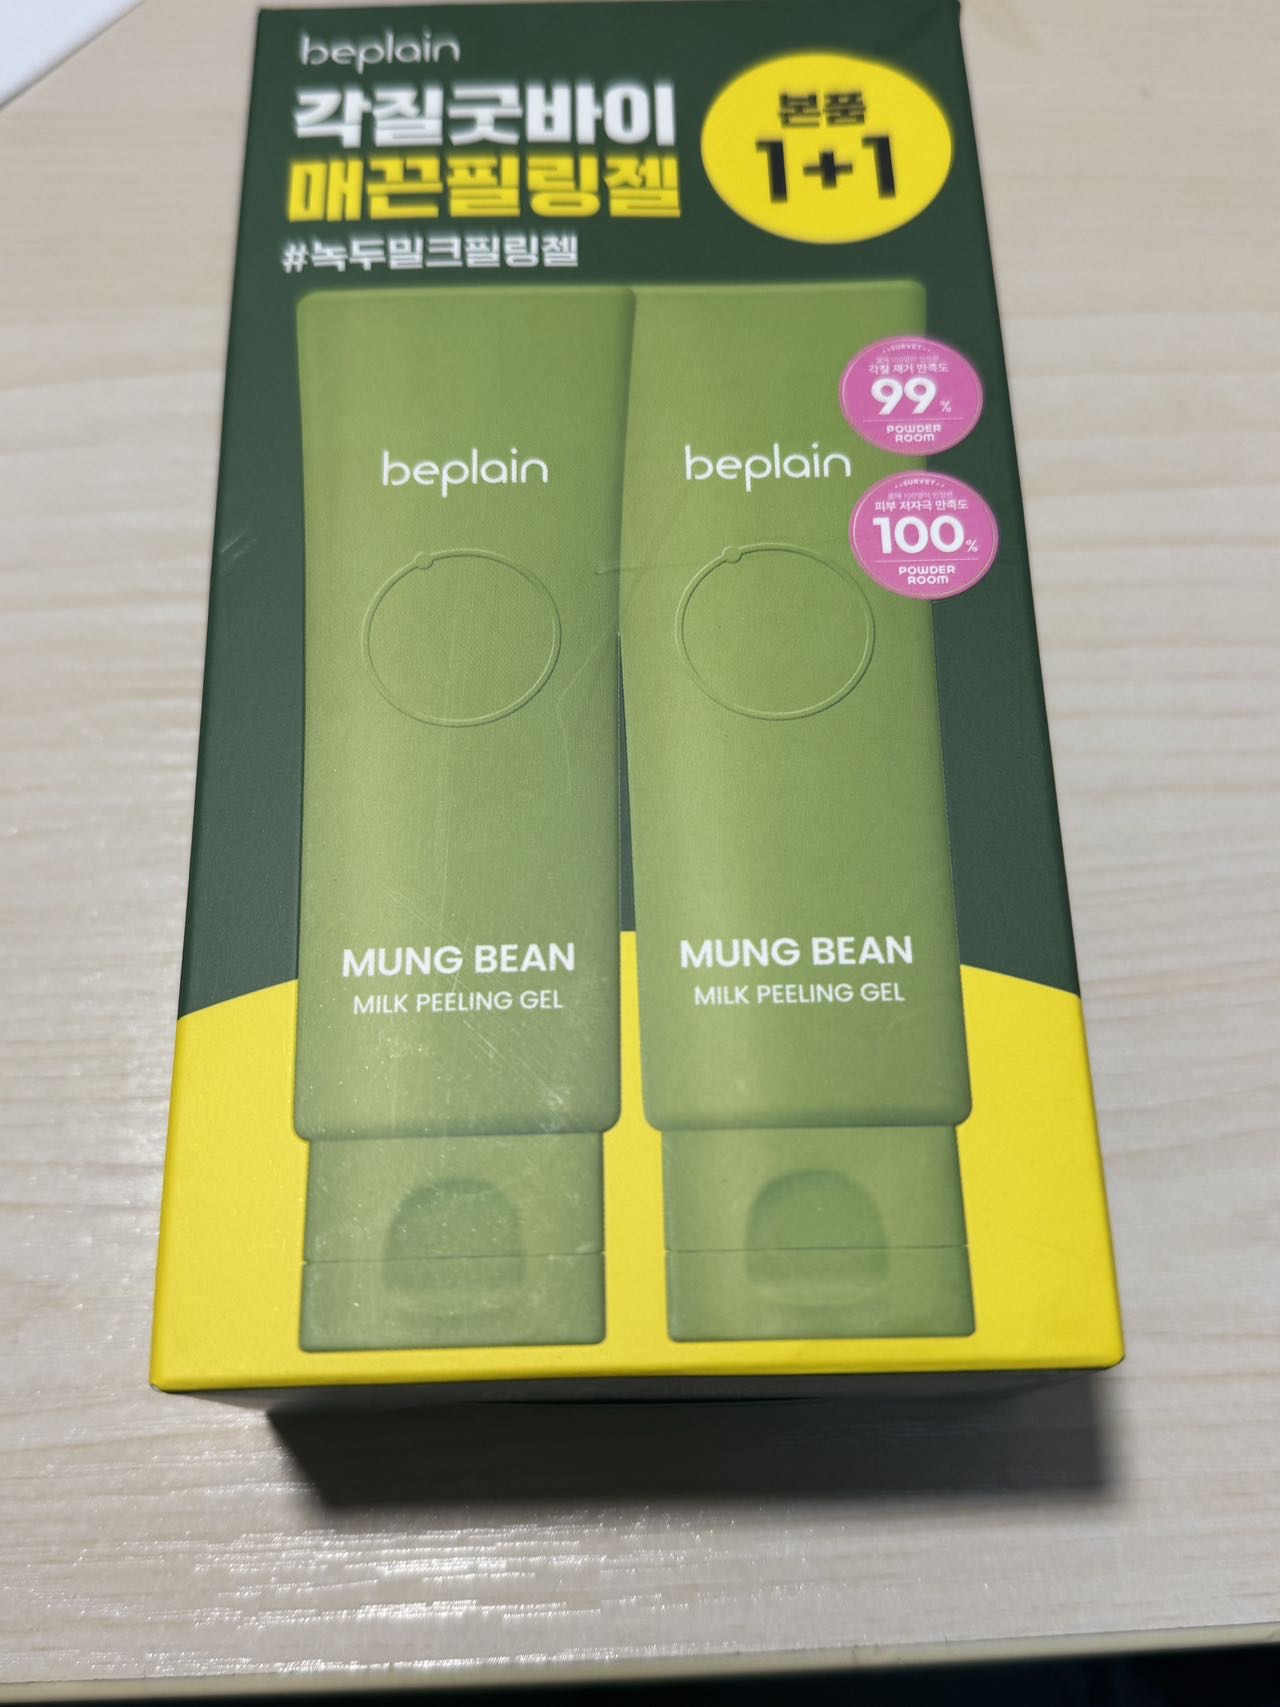 beplain
각질굿바이
매끈필링젤
#녹두밀크필링젤
본품
1+1
SURVEY
각질 제거 만족도
99%
POWDER
ROOM
SURVEY
피부 저자극 만족도
100%
POWDER
ROOM
beplain
MUNG BEAN
MILK PEELING GEL
beplain
MUNG BEAN
MILK PEELING GEL